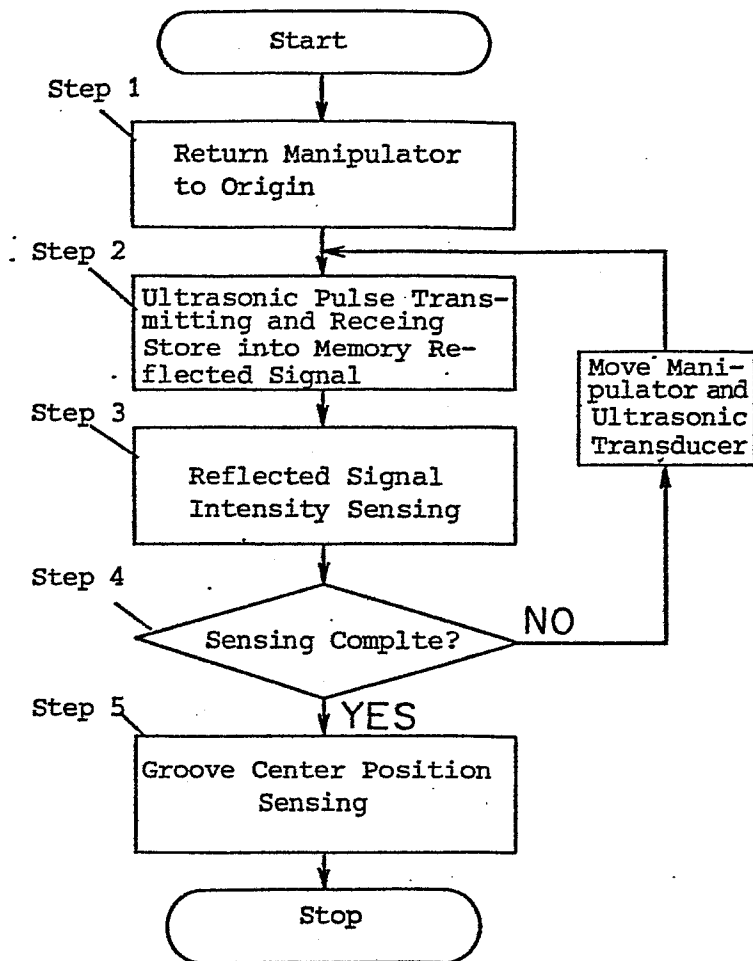 Start
Step 1
Return Manipulator
to Origin
Step 2
Ultrasonic Pulse Trans-
mitting and Receing
Store into Memory Re-
flected Signal
Move Mani-
pulator and
Ultrasonic
Transducer
Step 3
Reflected Signal
Intensity Sensing
Step 4
Sensing Complte?
NO
YES
Step 5
Groove Center Position
Sensing
Stop